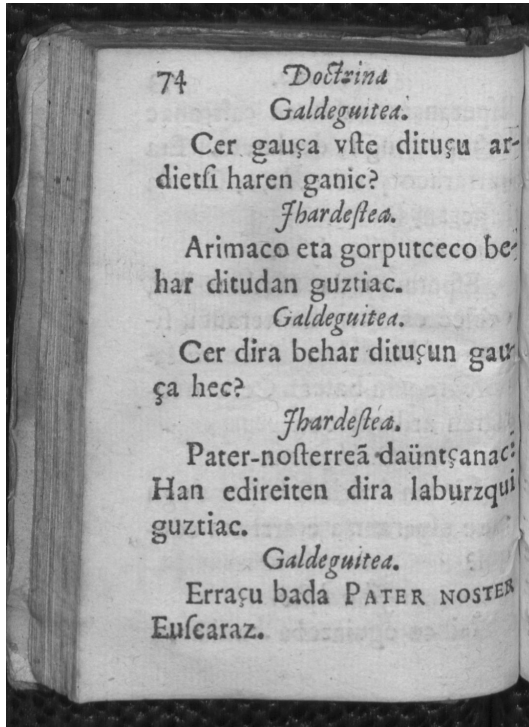 74 Doctrina
Galdeguitea.
Cer gauça vſte dituçu ar-
dietſi haren ganic?
Jhardeſtea.
Arimaco eta gorputceco be-
har ditudan guztiac.
Galdeguitea.
Cer dira behar dituçun gau-
ça hec?
Jhardeſtea.
Pater-noſterreã daüntçanac:
Han edireiten dira laburzqui
guztiac.
Galdeguitea.
Erraçu bada PATER NOSTER
Euſcaraz.